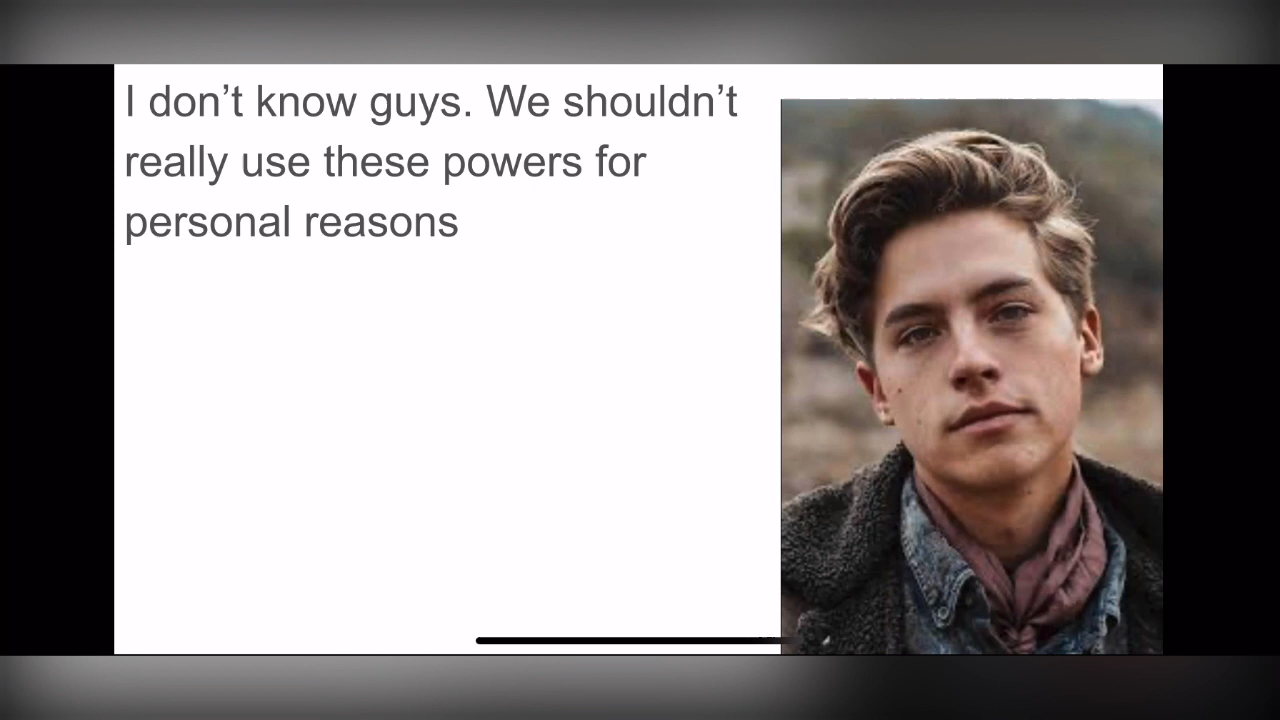 I don’t know guys. We shouldn’t
really use these powers for
personal reasons